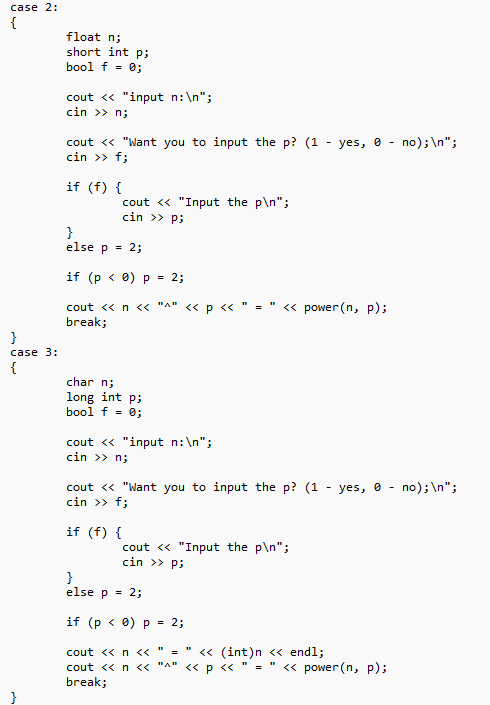 case 2:
{
        float n;
        short int p;
        bool f = 0;

        cout << "input n:\n";
        cin >> n;

        cout << "Want you to input the p? (1 - yes, 0 - no);\n";
        cin >> f;

        if (f) {
                cout << "Input the p\n";
                cin >> p;
        }
        else p = 2;

        if (p < 0) p = 2;

        cout << n << "^" << p << " = " << power(n, p);
        break;
}
case 3:
{
        char n;
        long int p;
        bool f = 0;

        cout << "input n:\n";
        cin >> n;

        cout << "Want you to input the p? (1 - yes, 0 - no);\n";
        cin >> f;

        if (f) {
                cout << "Input the p\n";
                cin >> p;
        }
        else p = 2;

        if (p < 0) p = 2;

        cout << n << " = " << (int)n << endl;
        cout << n << "^" << p << " = " << power(n, p);
        break;
}